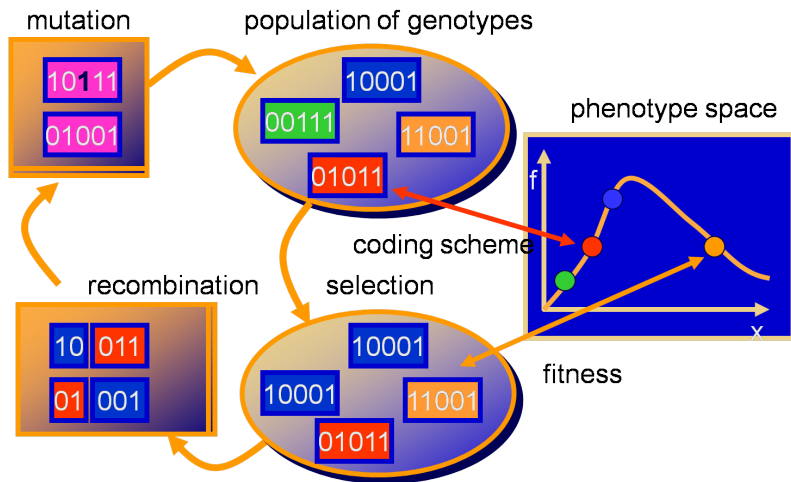 mutation
population of genotypes
10111
01001
10001
00111
11001
01011
phenotype space
f
x
coding scheme
recombination
selection
10 011
01 001
10001
10001
11001
01011
fitness